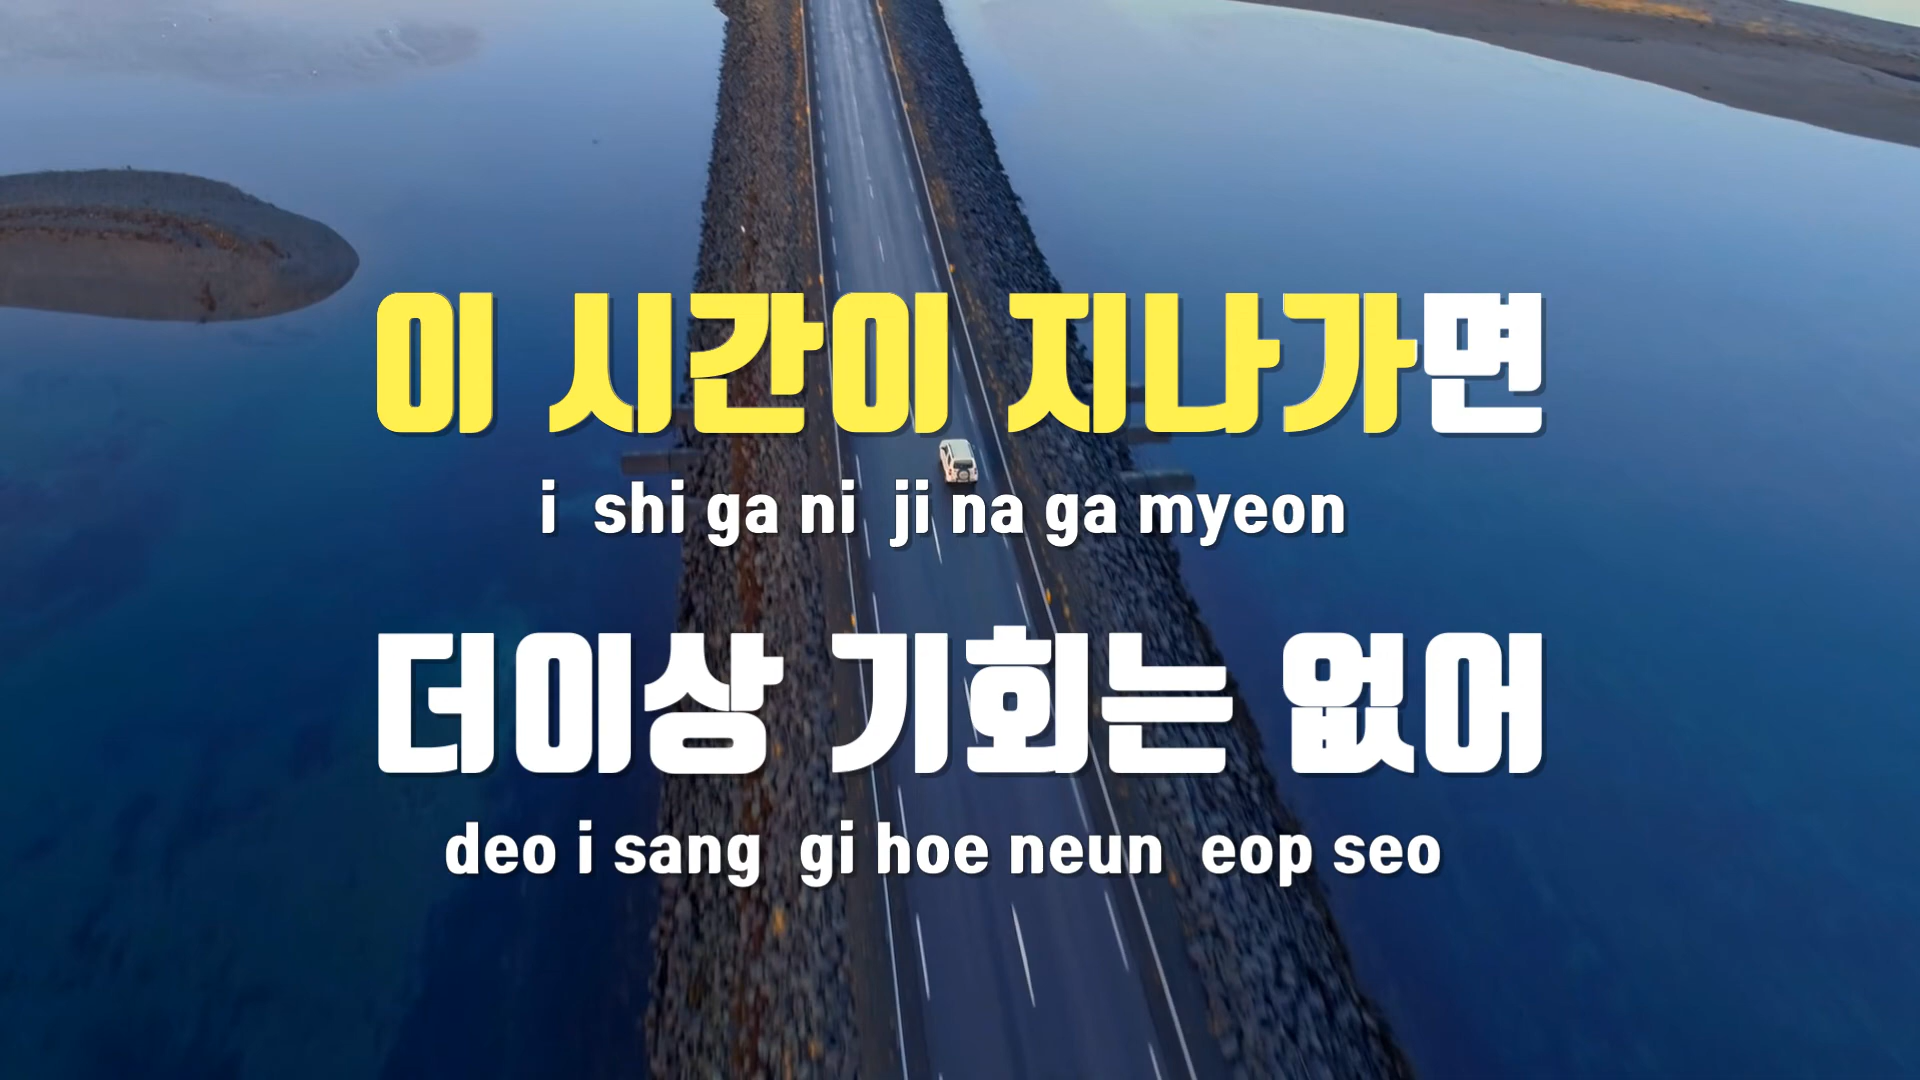 이 시간이 지나가면
i shi ga ni ji na ga myeon
더이상 기회는 없어
deo i sang gi hoe neun eop seo